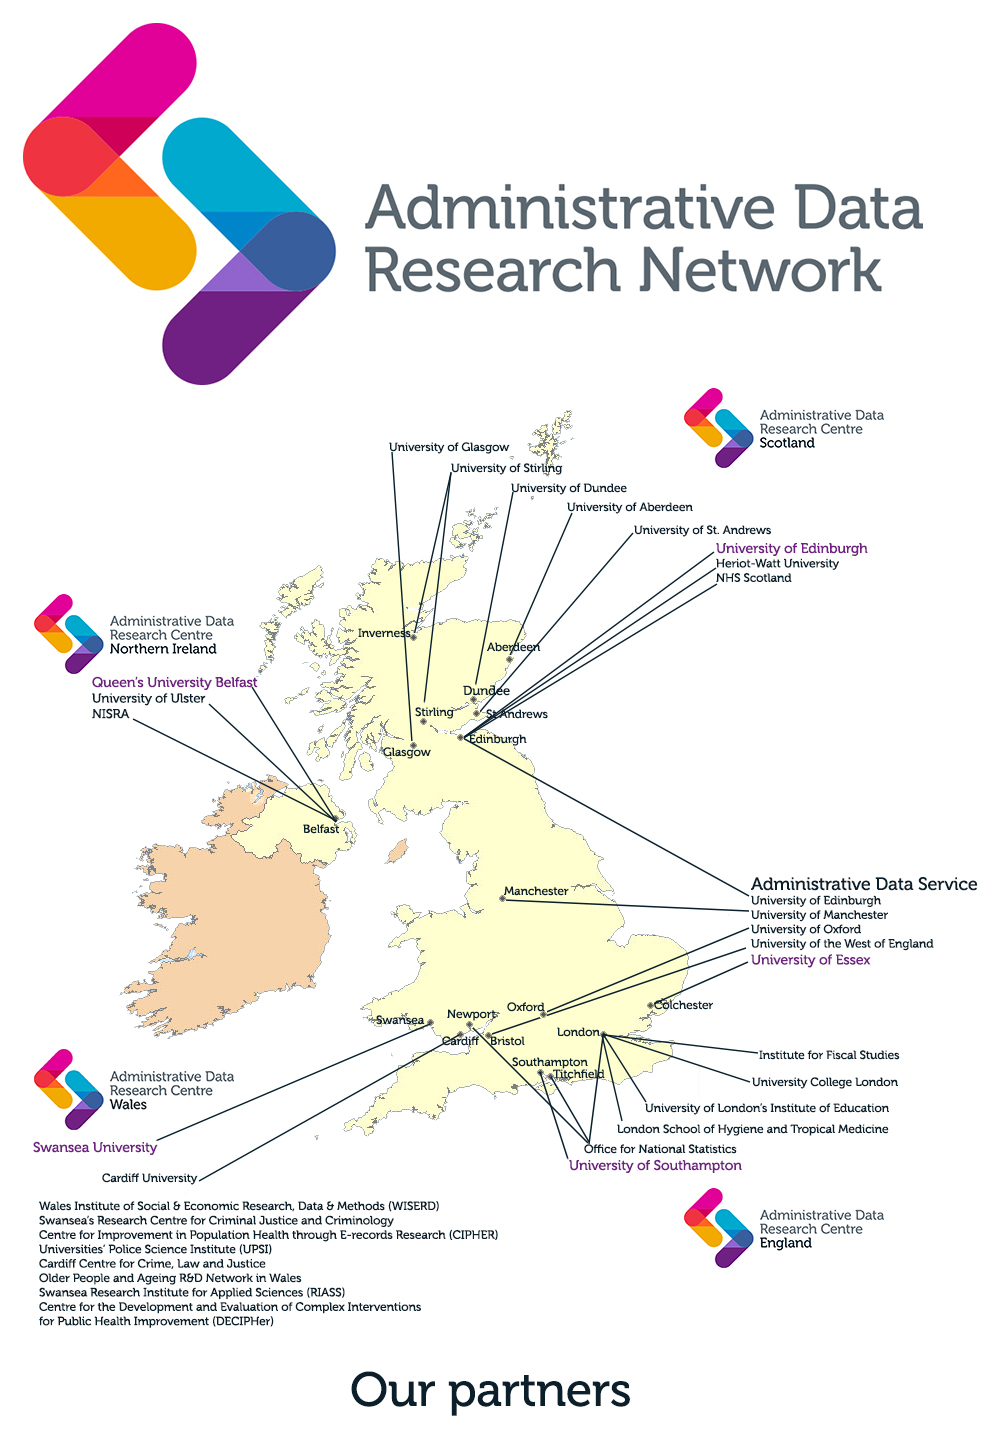 Administrative Data
Research Network
Administrative Data
Research Centre
Scotland
University of Glasgow
University of Stirling
University of Dundee
University of Aberdeen
University of St. Andrews
University of Edinburgh
Heriot-Watt University
NHS Scotland
Administrative Data
Research Centre
Northern Ireland
Queen's University Belfast
University of Ulster
NISRA
Inverness
Aberdeen
Dundee
Stirling
St Andrews
Edinburgh
Glasgow
Belfast
Manchester
Administrative Data Service
University of Edinburgh
University of Manchester
University of Oxford
University of the West of England
University of Essex
Colchester
Oxford
Newport
Swansea
Cardiff
Bristol
London
Southampton
Titchfield
Institute for Fiscal Studies
University College London
University of London's Institute of Education
London School of Hygiene and Tropical Medicine
Office for National Statistics
University of Southampton
Administrative Data
Research Centre
Wales
Swansea University
Cardiff University
Wales Institute of Social & Economic Research, Data & Methods (WISERD)
Swansea's Research Centre for Criminal Justice and Criminology
Centre for Improvement in Population Health through E-records Research (CIPHER)
Universities' Police Science Institute (UPSI)
Cardiff Centre for Crime, Law and Justice
Older People and Ageing R&D Network in Wales
Swansea Research Institute for Applied Sciences (RIASS)
Centre for the Development and Evaluation of Complex Interventions
for Public Health Improvement (DECIPHer)
Administrative Data
Research Centre
England
Our partners